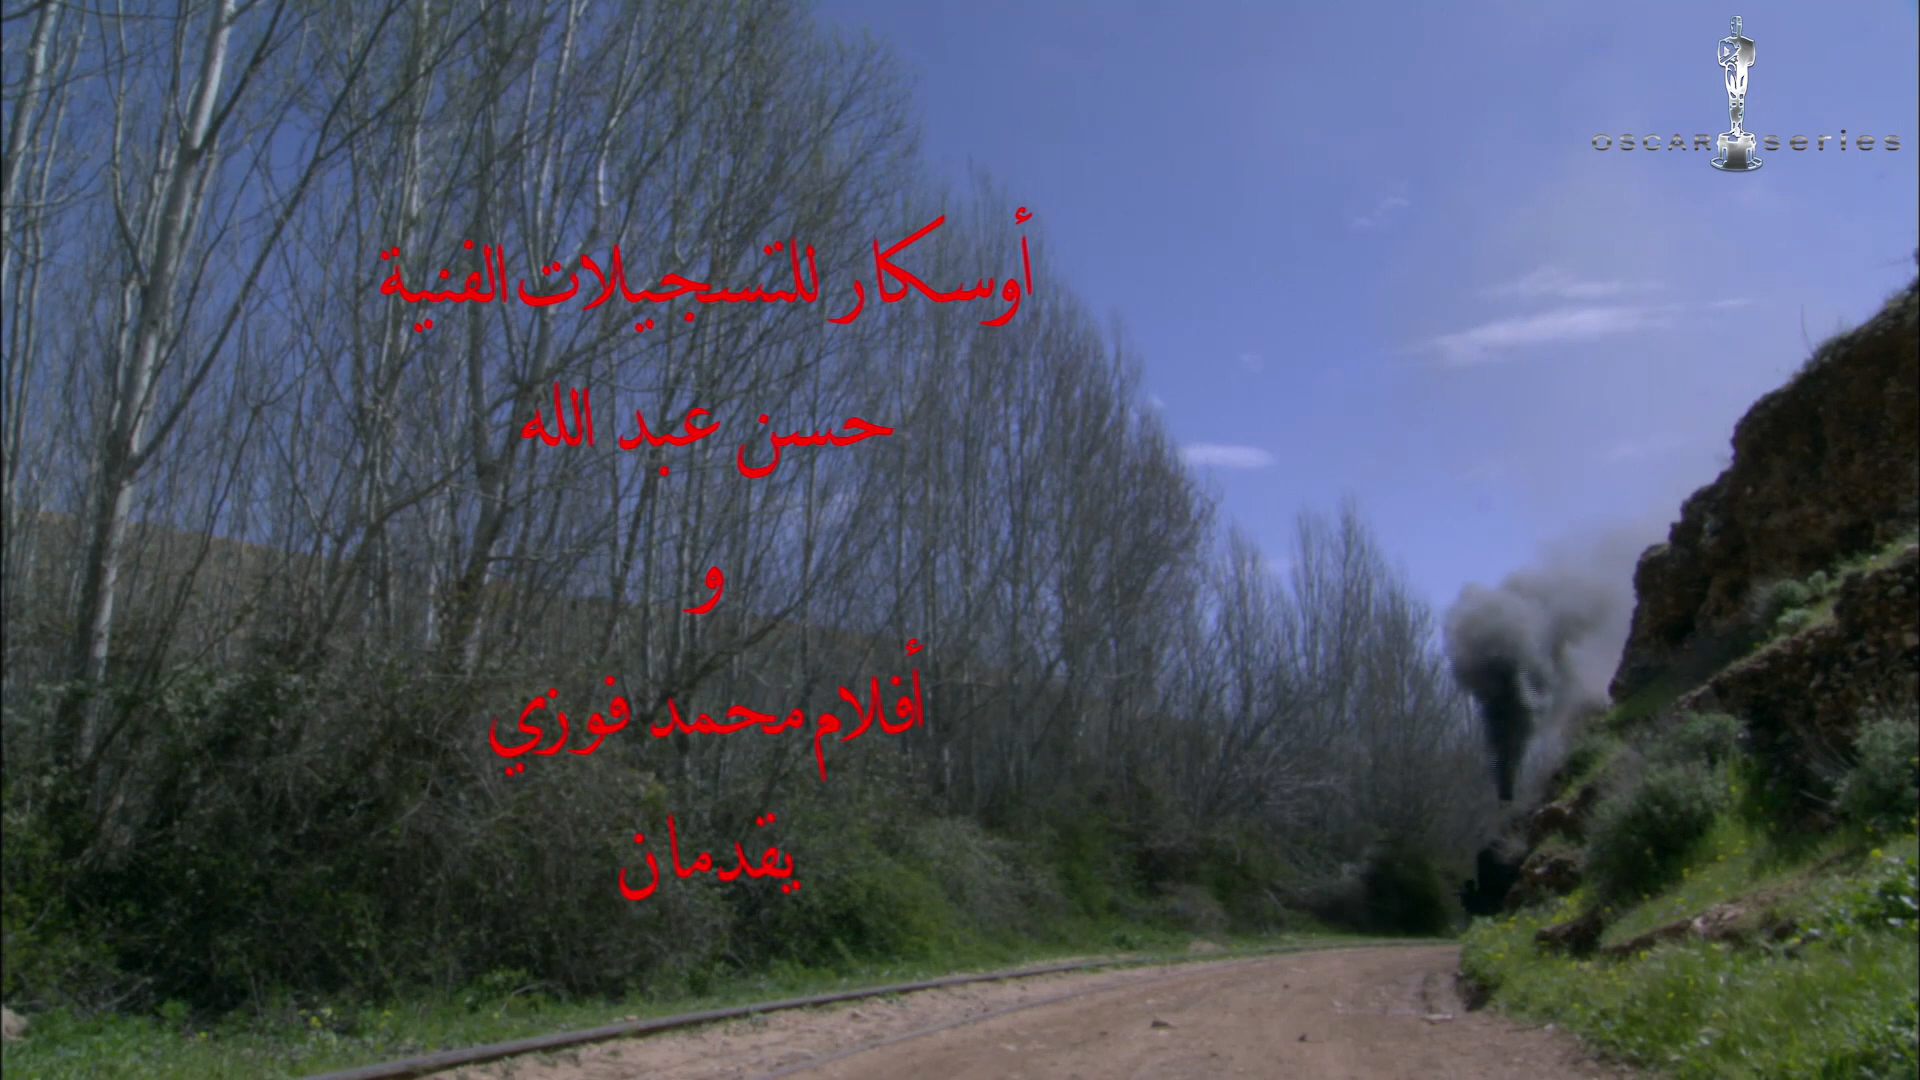 OSCAR series
أوسكار للتسجيلات الفنية
حسن عبد الله
و
أفلام محمد فوزي
يقدمان